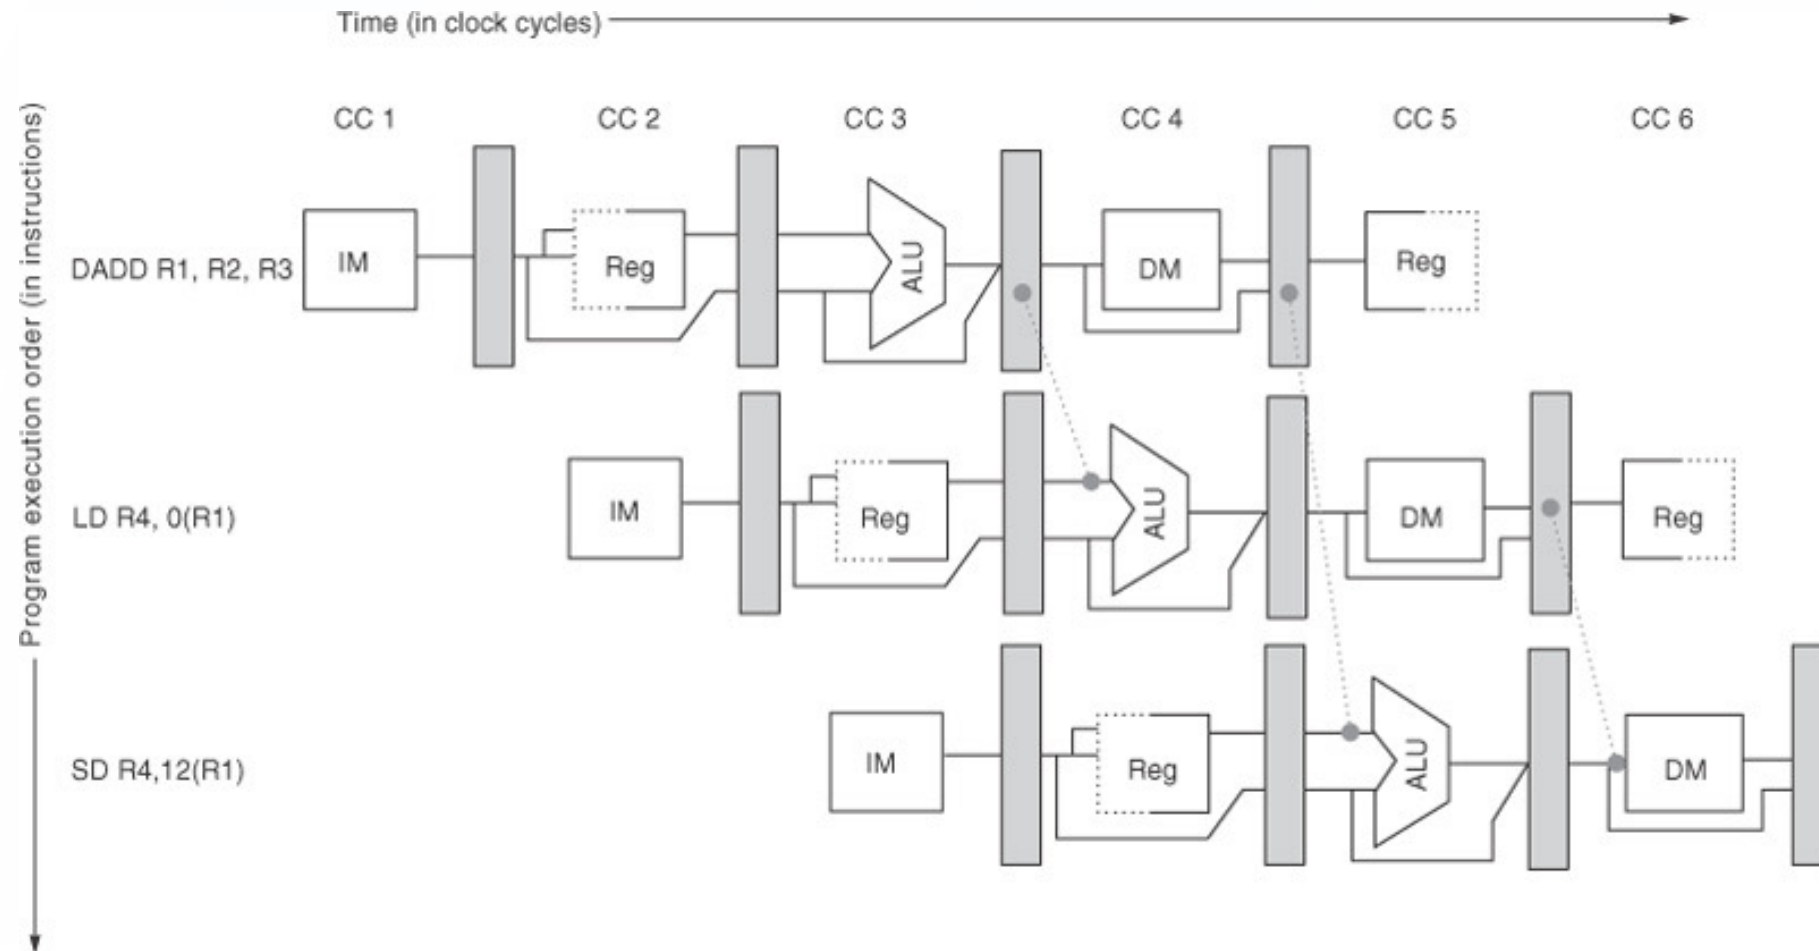 Time (in clock cycles)
Program execution order (in instructions)
CC 1 CC 2 CC 3 CC 4 CC 5 CC 6
DADD R1, R2, R3 IM Reg ALU DM Reg
LD R4, 0(R1) IM Reg ALU DM Reg
SD R4,12(R1) IM Reg ALU DM